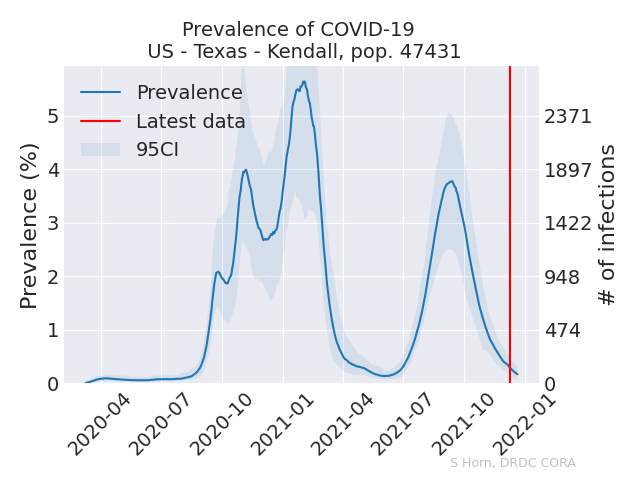 Prevalence of COVID-19
US - Texas - Kendall, pop. 47431
Prevalence
Latest data
95CI
Prevalence (%)
5
4
3
2
1
0
2371
1897
1422
948
474
0
# of infections
2020-04
2020-07
2020-10
2021-01
2021-04
2021-07
2021-10
2022-01
S Horn, DRDC CORA